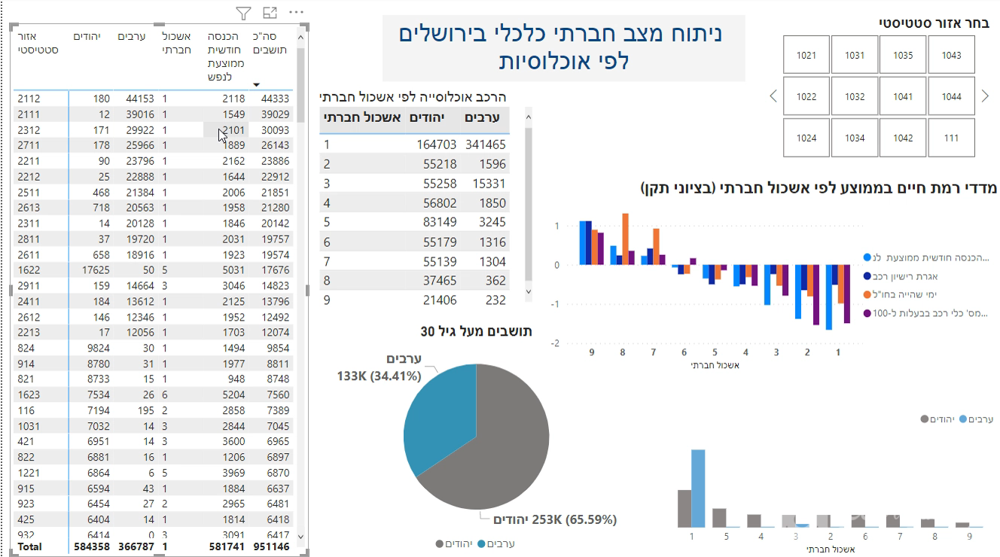 ניתוח מצב חברתי כלכלי בירושלים
לפי אוכלוסיות
בחר אזור סטטיסטי
1021 1031 1035 1043
1022 1032 1041 1044
1024 1034 1042 111
אזור סטטיסטי יהודים ערבים אשכול חברתי הכנסה חודשית ממוצעת לנפש סה"כ תושבים
2112 180 44153 1 2118 44333
2111 12 39016 1 1549 39029
2312 171 29922 1 2101 30093
2711 178 25966 1 1889 26143
2211 90 23796 1 2162 23886
2212 25 22888 1 1644 22912
2511 468 21384 1 2006 21851
2613 718 20563 1 1958 21280
2311 14 20128 1 1846 20142
2811 37 19720 1 2031 19757
2611 658 18916 1 1923 19574
1622 17625 50 5 5031 17676
2911 159 14664 3 3046 14823
2411 184 13612 1 2125 13796
2612 146 12346 1 1952 12492
2213 17 12056 1 1703 12074
824 9824 30 1 1494 9854
914 8780 31 1 1977 8811
821 8733 15 1 948 8748
1623 7534 26 6 5204 7560
116 7194 195 2 2858 7389
1031 7032 14 3 2844 7045
421 6951 14 3 3600 6965
822 6881 16 1 1206 6897
1221 6864 6 5 3969 6870
915 6594 43 1 1884 6637
923 6454 27 2 2965 6481
425 6404 14 1 1814 6418
932 6414 0 3 3091 6417
Total 584358 366787 1 581741 951146
הרכב אוכלוסייה לפי אשכול חברתי
אשכול חברתי יהודים ערבים
1 164703 341465
2 55218 1596
3 55258 15331
4 56802 1850
5 83149 3245
6 55179 1316
7 55139 1304
8 37465 362
9 21406 232
תושבים מעל גיל 30
ערבים
133K (34.41%)
253K (65.59%) יהודים
יהודים ערבים
מדדי רמת חיים בממוצע לפי אשכול חברתי (בציוני תקן)
1
0
-1
-2
9 8 7 6 5 4 3 2 1
אשכול חברתי
הכנסה חודשית ממוצעת לנ...
אגרת רישיון רכב
ימי שהייה בחו"ל
מס' כלי רכב בבעלות ל-100...
יהודים ערבים
1 5 4 3 2 6 7 8 9
אשכול חברתי